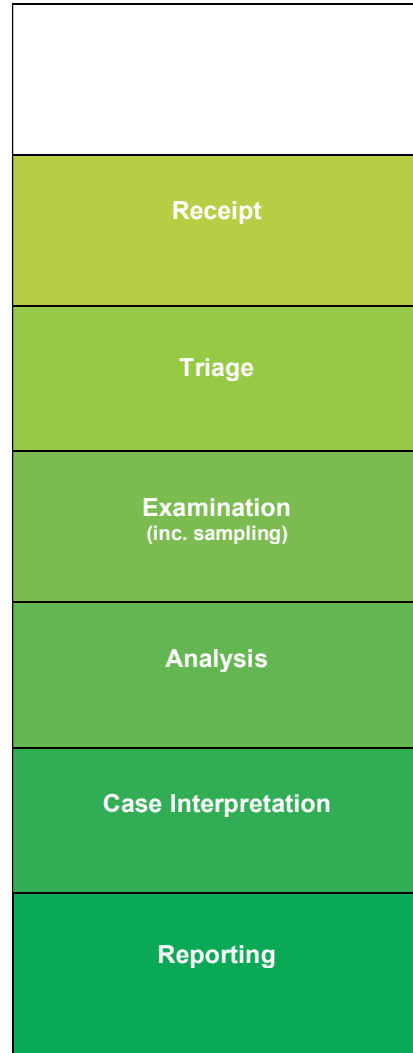 Receipt
Triage
Examination
(inc. sampling)
Analysis
Case Interpretation
Reporting